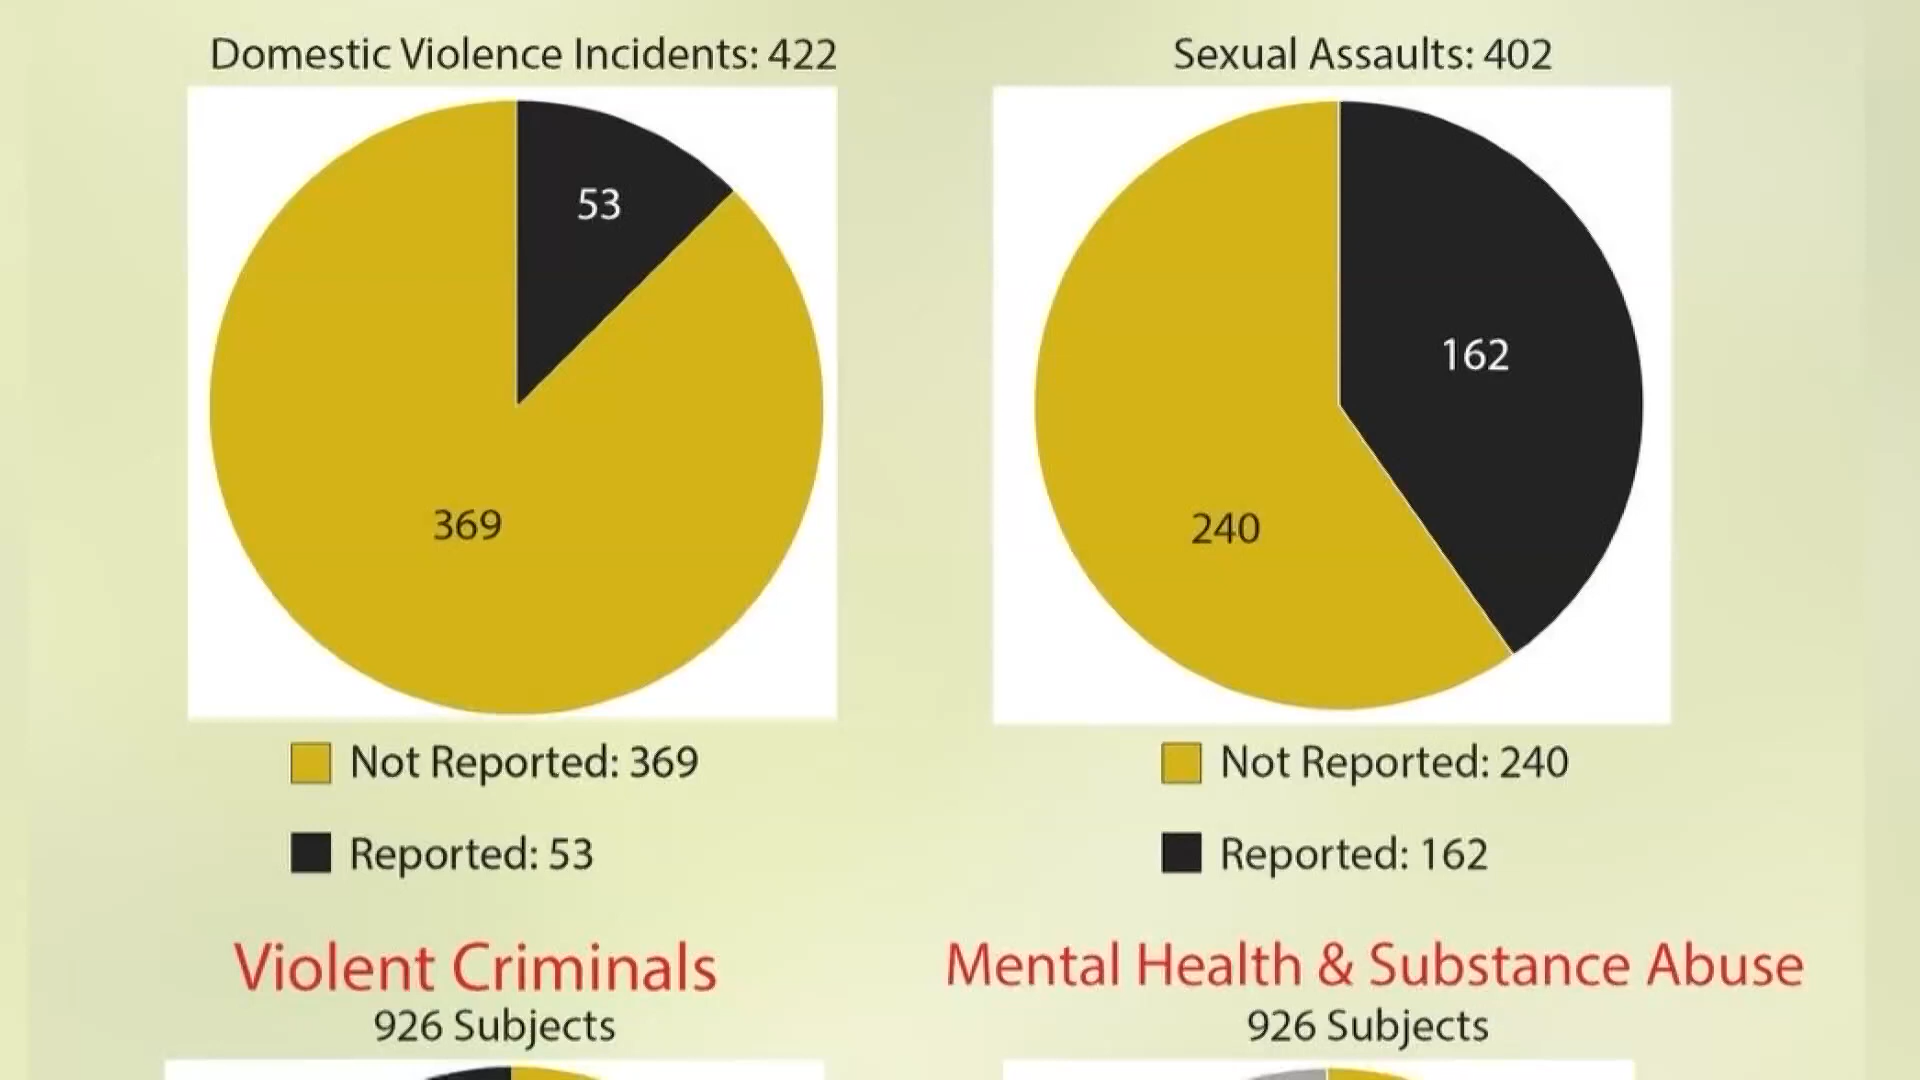 Domestic Violence Incidents: 422
53
369
Not Reported: 369
Reported: 53
Sexual Assaults: 402
162
240
Not Reported: 240
Reported: 162
Violent Criminals
926 Subjects
Mental Health & Substance Abuse
926 Subjects